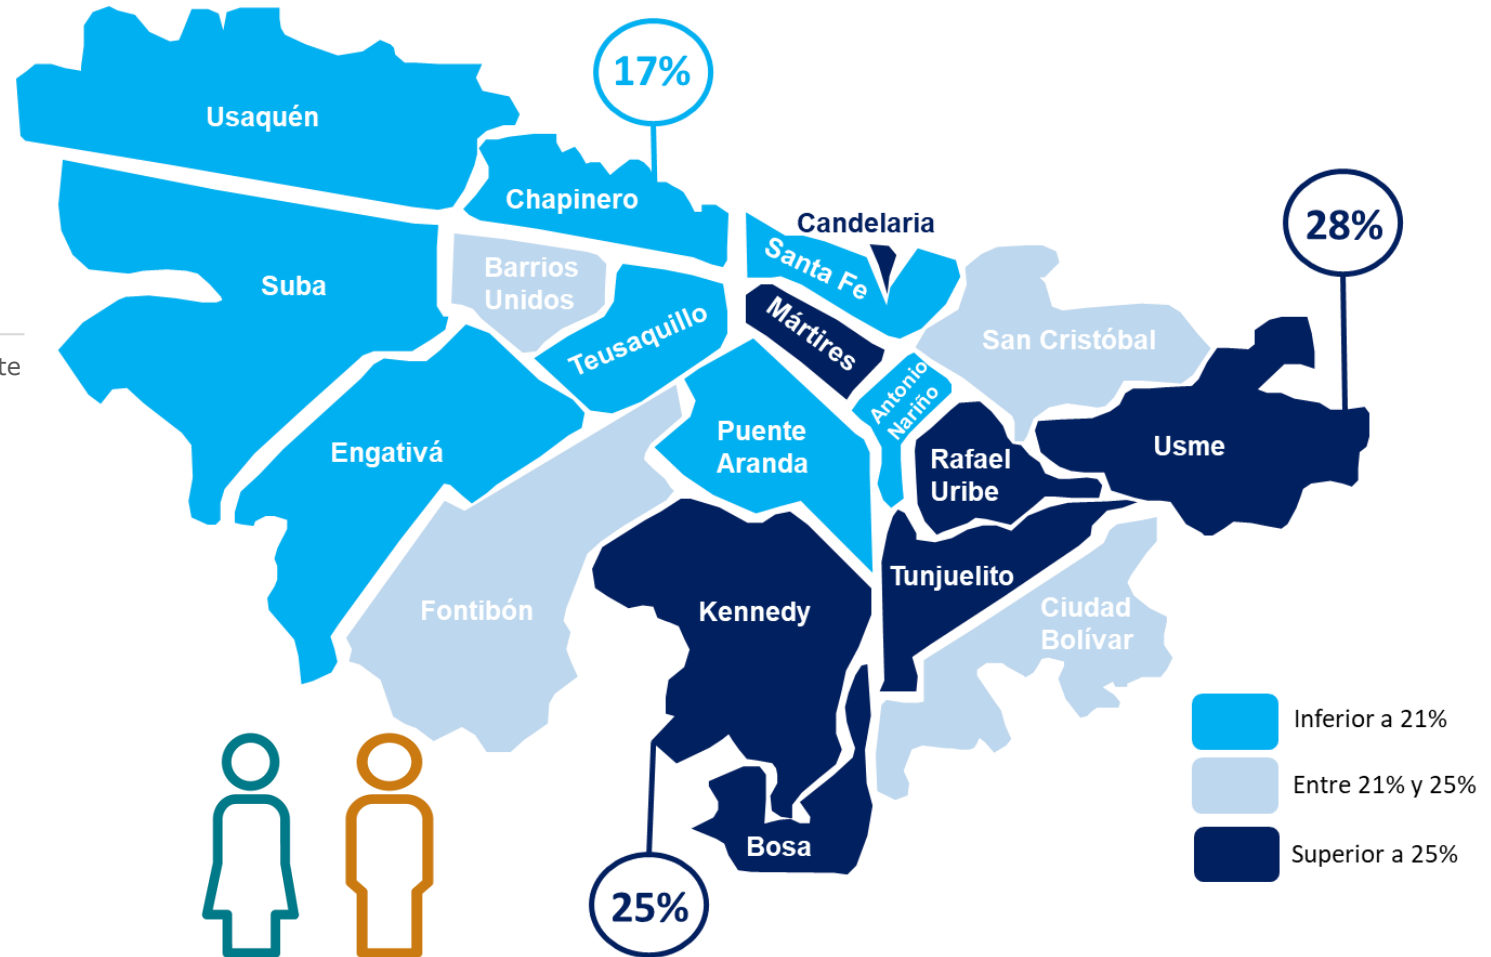 17%
Usaquén
Chapinero
Candelaria
28%
Santa Fe
Barrios
Unidos
Suba
Mártires
Teusaquillo
San Cristóbal
te
Antonio
Nariño
Puente
Aranda
Engativá
Usme
Rafael
Uribe
Tunjuelito
Fontibón
Kennedy
Ciudad
Bolívar
Inferior a 21%
Entre 21% y 25%
Bosa
Superior a 25%
25%